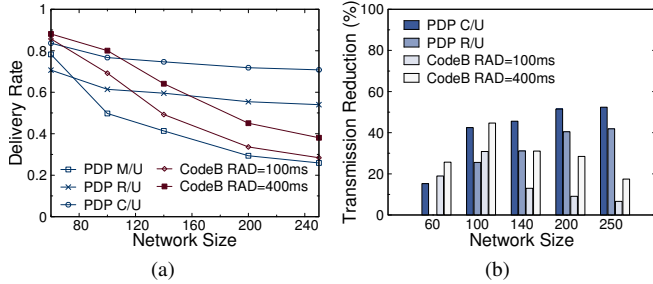 1
0.8
0.6
0.4
0.2
0
Delivery Rate
PDP M/U
PDP R/U
PDP C/U
CodeB RAD=100ms
CodeB RAD=400ms
80 120 160 200 240
Network Size
(a)
100
80
60
40
20
0
Transmission Reduction (%)
PDP C/U
PDP R/U
CodeB RAD=100ms
CodeB RAD=400ms
60 100 140 200 250
Network Size
(b)